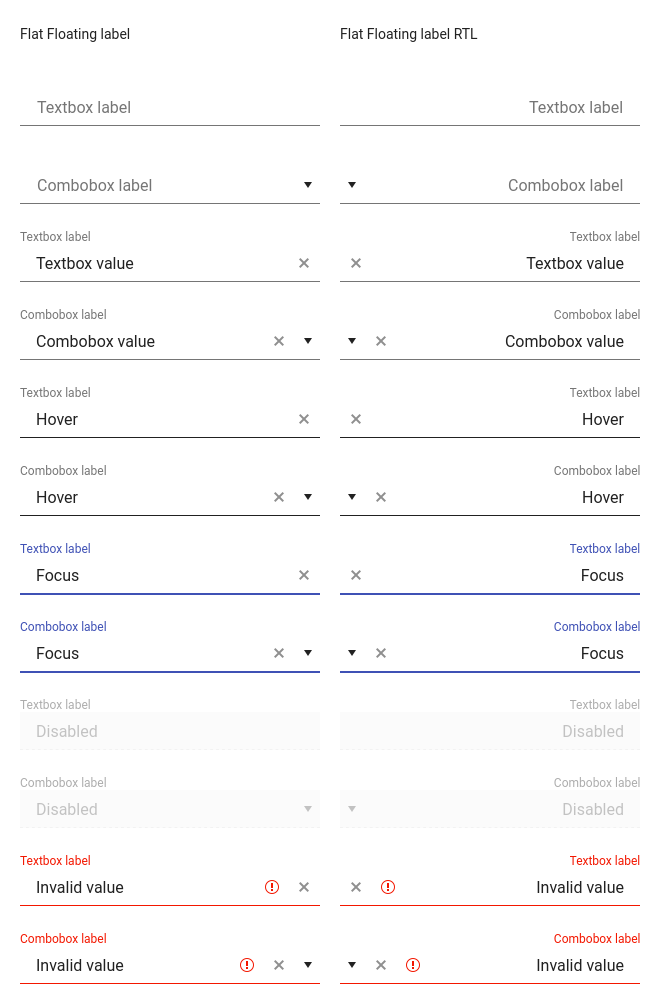 Flat Floating label
Flat Floating label RTL
Textbox label
Textbox label
Combobox label
Combobox label
Textbox label
Textbox label
Textbox value
Textbox value
Combobox label
Combobox label
Combobox value
Combobox value
Textbox label
Textbox label
Hover
Hover
Combobox label
Combobox label
Hover
Hover
Textbox label
Textbox label
Focus
Focus
Combobox label
Combobox label
Focus
Focus
Textbox label
Textbox label
Disabled
Disabled
Combobox label
Combobox label
Disabled
Disabled
Textbox label
Textbox label
Invalid value
Invalid value
Combobox label
Combobox label
Invalid value
Invalid value